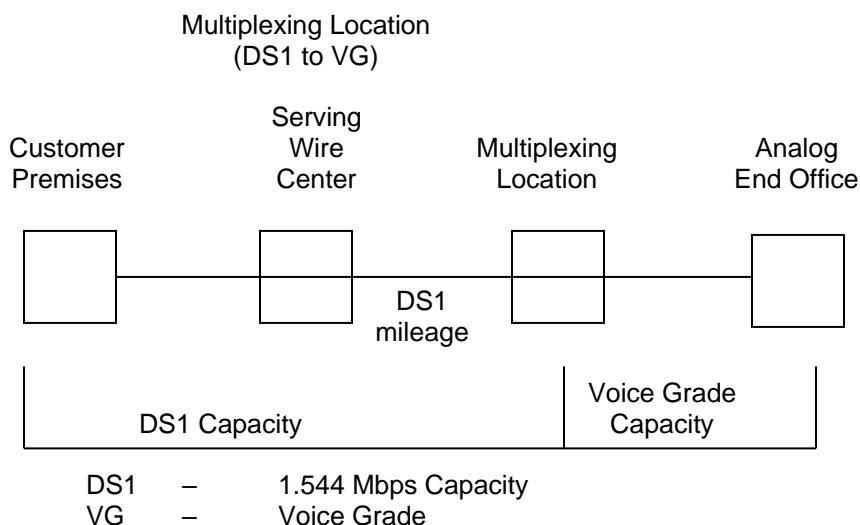 Multiplexing Location
(DS1 to VG)
Customer
Premises
Serving
Wire
Center
Multiplexing
Location
Analog
End Office
DS1
mileage
DS1 Capacity
Voice Grade
Capacity
DS1 – 1.544 Mbps Capacity
VG – Voice Grade